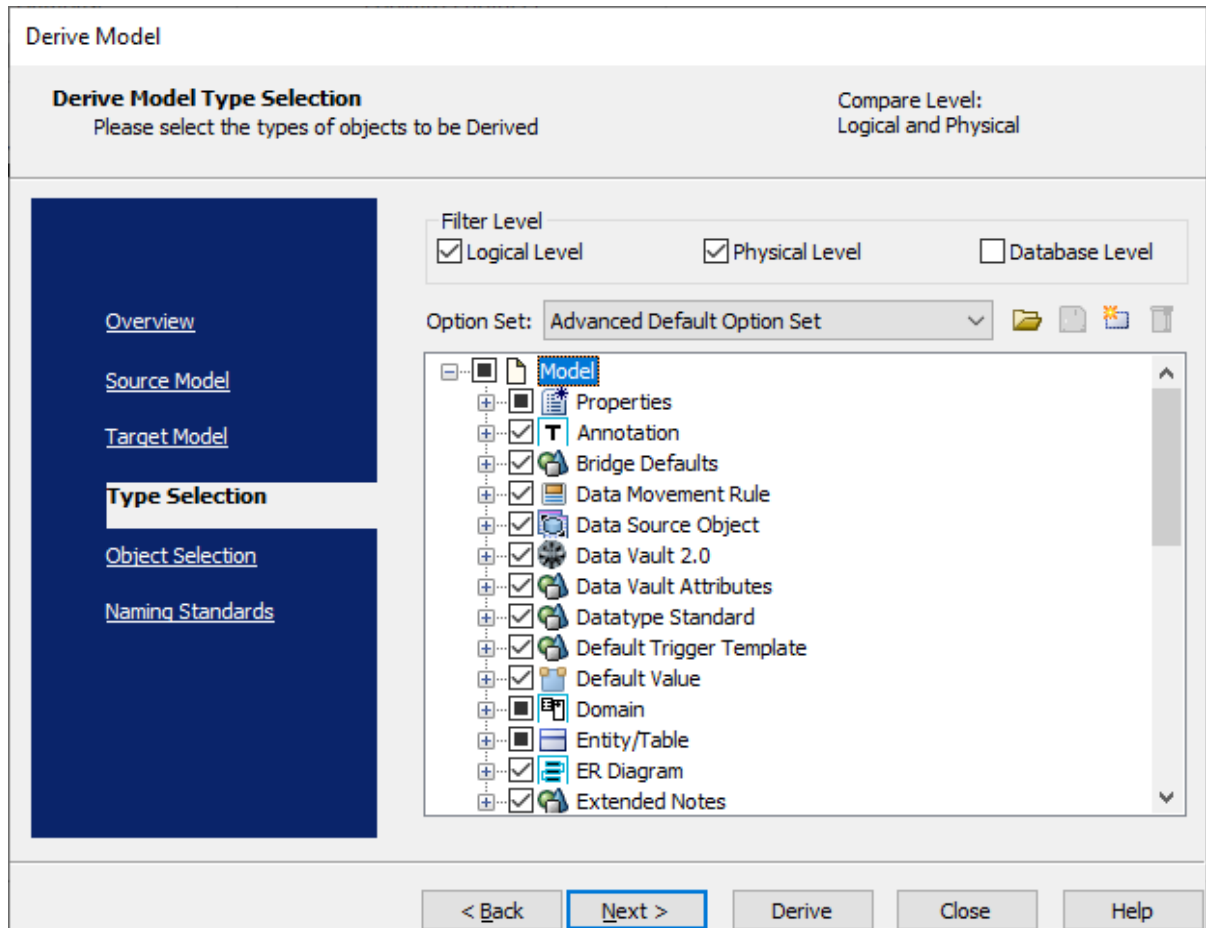 Derive Model
Derive Model Type Selection
Please select the types of objects to be Derived
Compare Level:
Logical and Physical
Overview
Source Model
Target Model
Type Selection
Object Selection
Naming Standards
Filter Level
Logical Level
Physical Level
Database Level
Option Set: Advanced Default Option Set
Model
Properties
Annotation
Bridge Defaults
Data Movement Rule
Data Source Object
Data Vault 2.0
Data Vault Attributes
Datatype Standard
Default Trigger Template
Default Value
Domain
Entity/Table
ER Diagram
Extended Notes
< Back
Next >
Derive
Close
Help